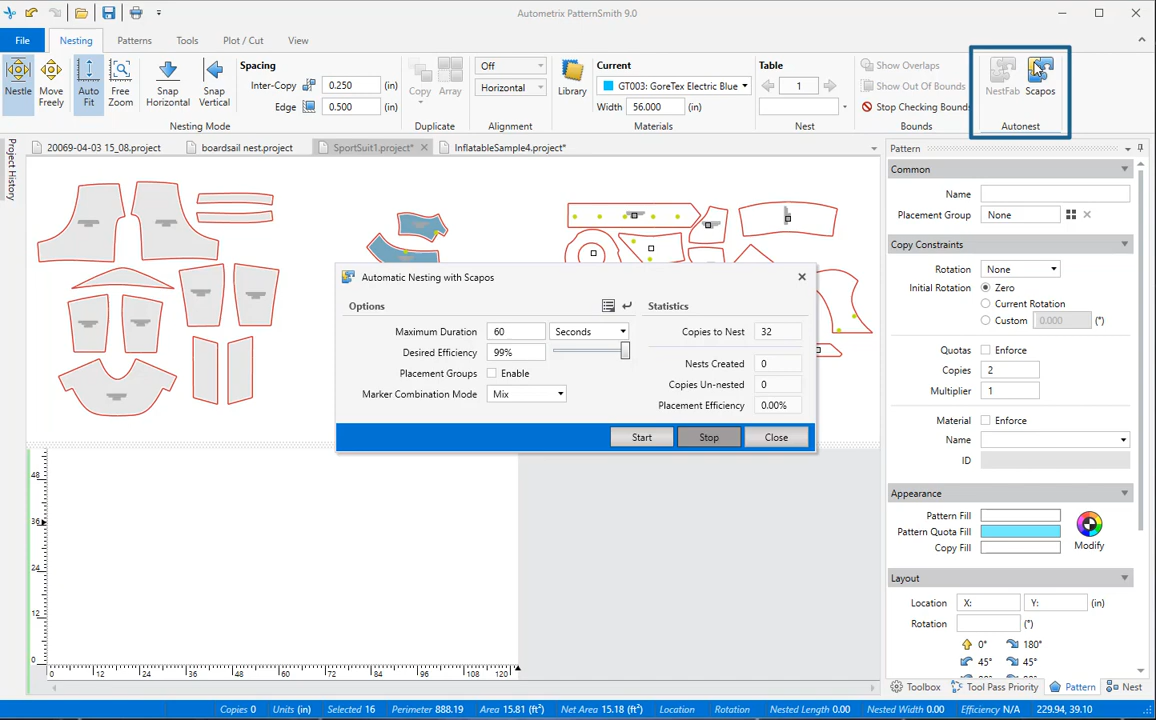 Autometrix PatternSmith 9.0
File Nesting Patterns Tools Plot / Cut View
Nestle
Move Freely
Auto Fit
Free Zoom
Snap Horizontal
Snap Vertical
Spacing
Inter-Copy 0.250 (in)
Edge 0.500 (in)
Nesting Mode
Copy
Array
Duplicate
Off
Horizontal
Alignment
Library
Current
GT003: GoreTex Electric Blue
Width 56.000 (in)
Materials
Table
1
Nest
Show Overlaps
Show Out Of Bounds
Stop Checking Bounds
Bounds
NestFab
Scapos
Autonest
Project History
20069-04-03 15_08.project
boardsail nest.project
SportSuit1.project*
InflatableSample4.project*
Automatic Nesting with Scapos
Options
Maximum Duration 60 Seconds
Desired Efficiency 99%
Placement Groups Enable
Marker Combination Mode Mix
Statistics
Copies to Nest 32
Nests Created 0
Copies Un-nested 0
Placement Efficiency 0.00%
Start Stop Close
48
36
24
12
0
0 12 24 36 48 60 72 84 96 108 120
Pattern
Common
Name
Placement Group None
Copy Constraints
Rotation None
Initial Rotation Zero
Current Rotation
Custom 0.000 (°)
Quotas Enforce
Copies 2
Multiplier 1
Material Enforce
Name
ID
Appearance
Pattern Fill
Pattern Quota Fill
Copy Fill
Modify
Layout
Location X: Y: (in)
Rotation (°)
0° 180°
45° 45°
Toolbox Tool Pass Priority Pattern Nest
Copies 0 Units (in) Selected 16 Perimeter 888.19 Area 15.81 (ft²) Net Area 15.18 (ft²) Location Rotation Nested Length 0.00 Nested Width 0.00 Efficiency N/A 229.94, 39.10